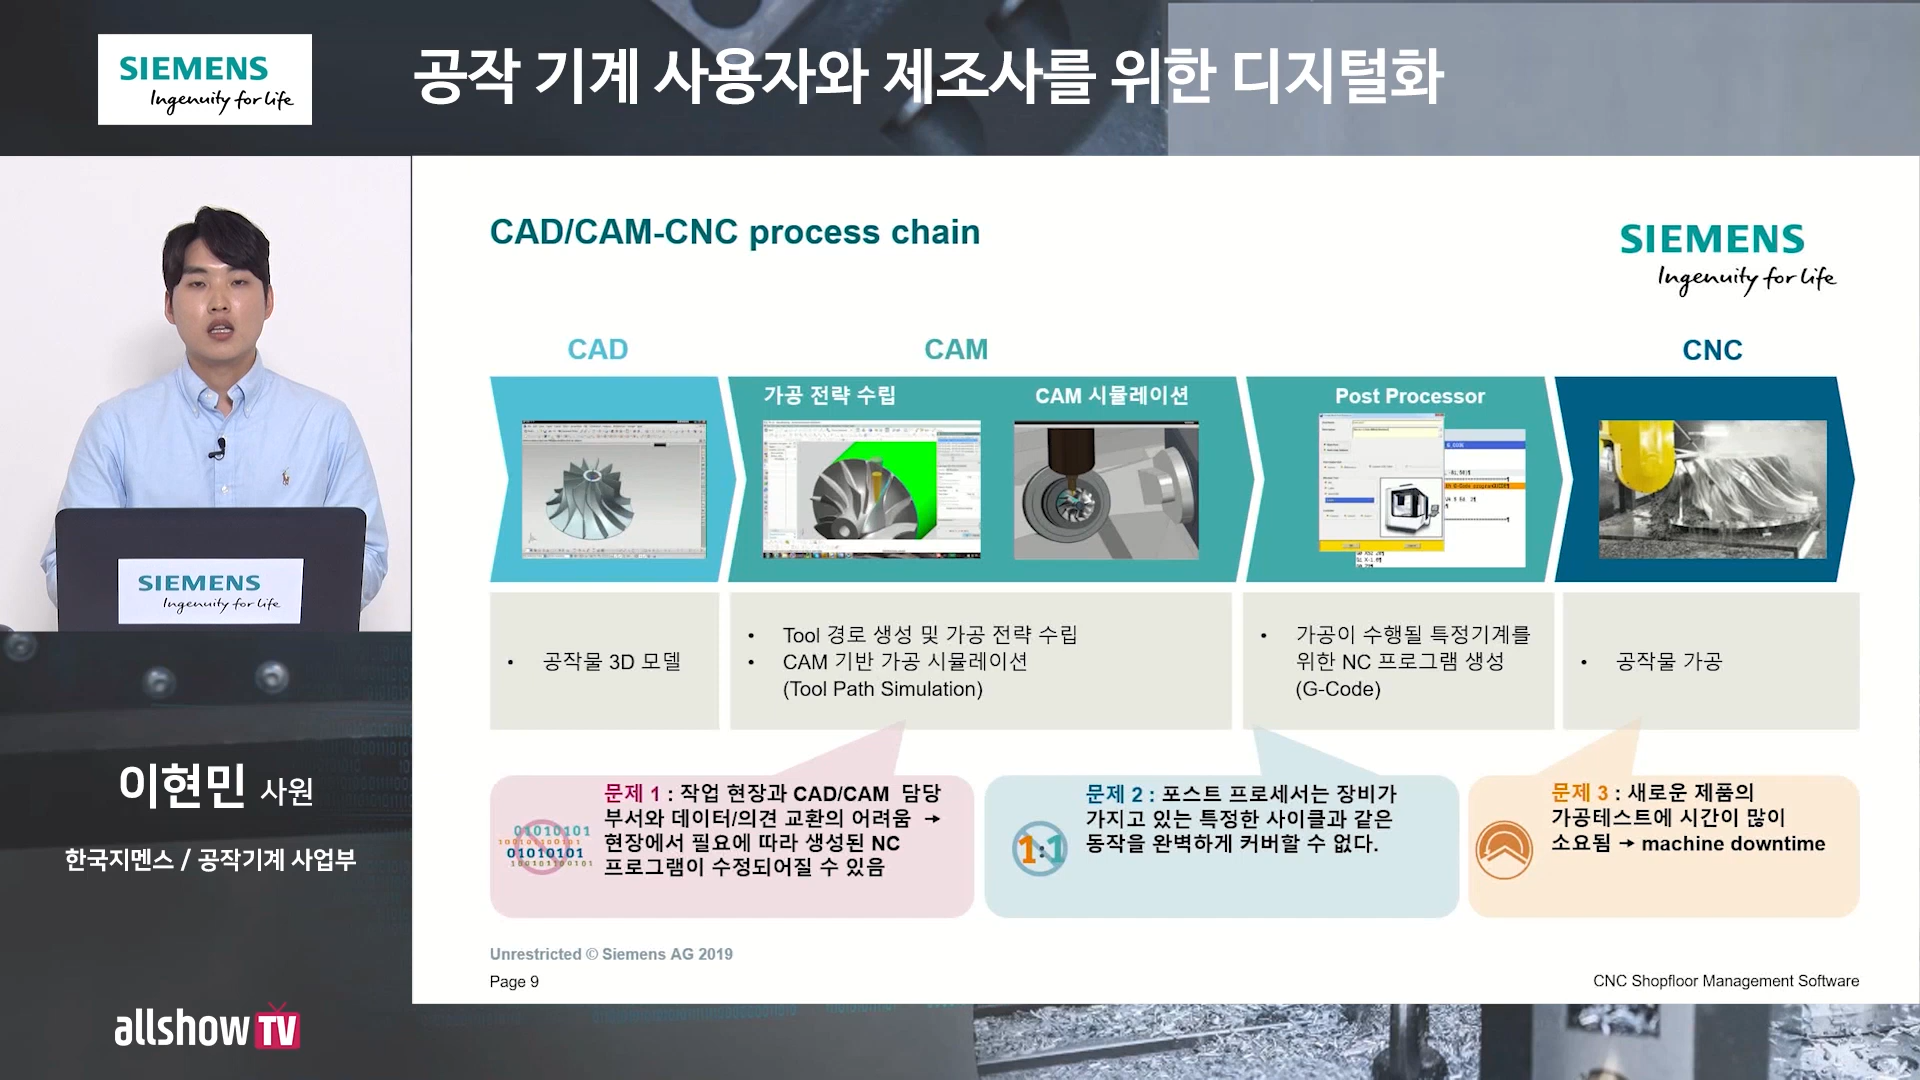 SIEMENS
Ingenuity for life
공작 기계 사용자와 제조사를 위한 디지털화
CAD/CAM-CNC process chain
SIEMENS
Ingenuity for life
CAD
CAM
CNC
가공 전략 수립
CAM 시뮬레이션
Post Processor
• 공작물 3D 모델
• Tool 경로 생성 및 가공 전략 수립
• CAM 기반 가공 시뮬레이션
(Tool Path Simulation)
• 가공이 수행될 특정기계를
위한 NC 프로그램 생성
(G-Code)
• 공작물 가공
SIEMENS
Ingenuity for life
문제 1 : 작업 현장과 CAD/CAM 담당
부서와 데이터/의견 교환의 어려움 →
현장에서 필요에 따라 생성된 NC
프로그램이 수정되어질 수 있음
01010101
01010101
문제 2 : 포스트 프로세서는 장비가
가지고 있는 특정한 사이클과 같은
동작을 완벽하게 커버할 수 없다.
1:1
문제 3 : 새로운 제품의
가공테스트에 시간이 많이
소요됨 → machine downtime
이현민 사원
한국지멘스 / 공작기계 사업부
Unrestricted © Siemens AG 2019
Page 9
CNC Shopfloor Management Software
allshow TV